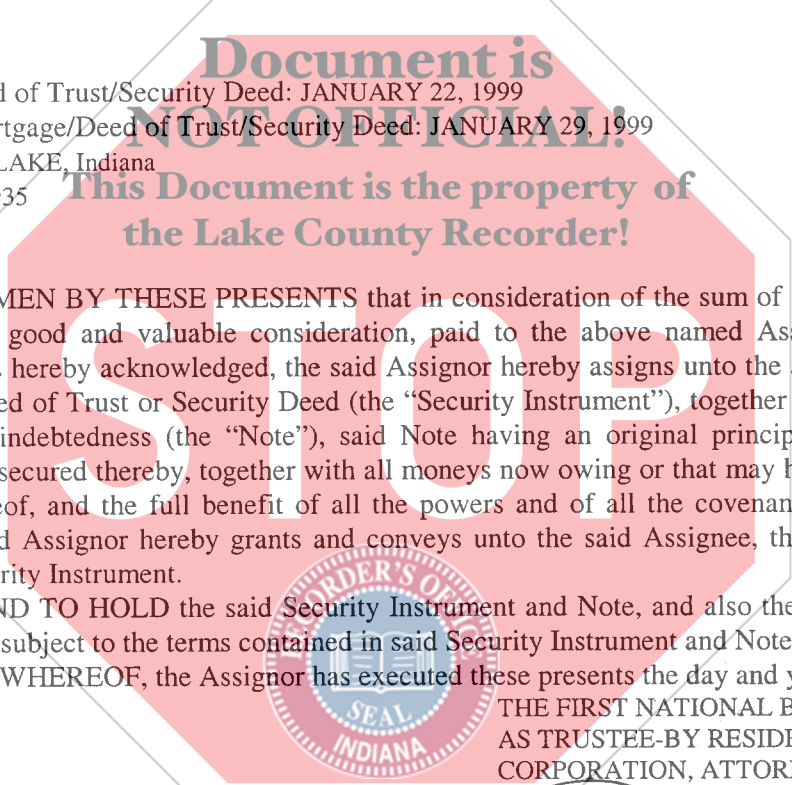 Document is
d of Trust/Security Deed: JANUARY 22, 1999
NOT OFFICIAL!
rtgage/Deed of Trust/Security Deed: JANUARY 29, 1999
LAKE, Indiana
This Document is the property of
35
the Lake County Recorder!
MEN BY THESE PRESENTS that in consideration of the sum of
good and valuable consideration, paid to the above named Ass
hereby acknowledged, the said Assignor hereby assigns unto the
ed of Trust or Security Deed (the “Security Instrument”), together
indebtedness (the “Note”), said Note having an original princip
secured thereby, together with all moneys now owing or that may h
eof, and the full benefit of all the powers and of all the covenan
d Assignor hereby grants and conveys unto the said Assignee, th
rity Instrument.
STOP
ND TO HOLD the said Security Instrument and Note, and also the
subject to the terms contained in said Security Instrument and Note
WHEREOF, the Assignor has executed these presents the day and y
RECORDER'S OFFICE
SEAL
INDIANA
THE FIRST NATIONAL B
AS TRUSTEE-BY RESIDE
CORPORATION, ATTOR